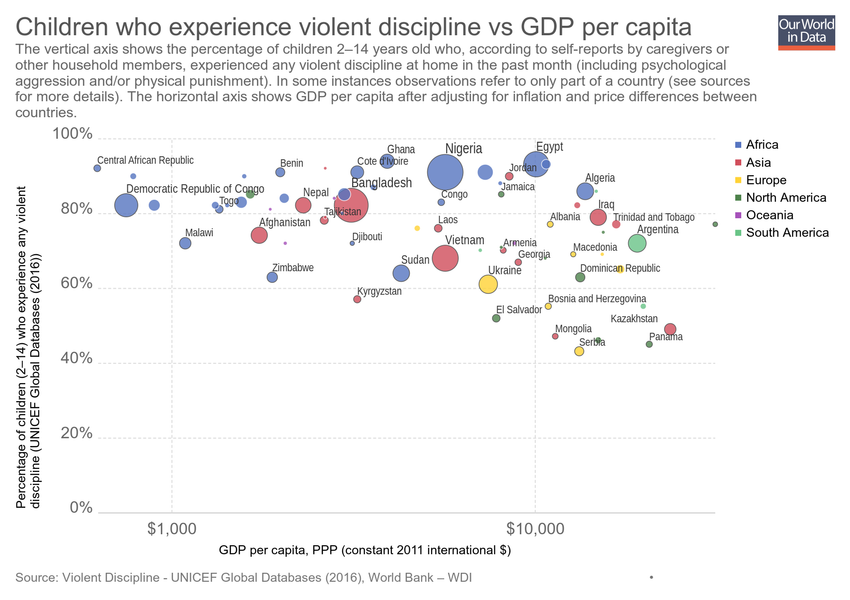 Children who experience violent discipline vs GDP per capita
Our World
in Data
The vertical axis shows the percentage of children 2–14 years old who, according to self-reports by caregivers or
other household members, experienced any violent discipline at home in the past month (including psychological
aggression and/or physical punishment). In some instances observations refer to only part of a country (see sources
for more details). The horizontal axis shows GDP per capita after adjusting for inflation and price differences between
countries.
100%
80%
60%
40%
20%
0%
Percentage of children (2–14) who experience any violent
discipline (UNICEF Global Databases (2016))
Central African Republic
Benin
Ghana
Cote d'Ivoire
Nigeria
Egypt
Jordan
Democratic Republic of Congo
Togo
Nepal
Bangladesh
Tajikistan
Congo
Jamaica
Algeria
Iraq
Malawi
Afghanistan
Djibouti
Laos
Albania
Trinidad and Tobago
Argentina
Zimbabwe
Sudan
Vietnam
Armenia
Georgia
Macedonia
Dominican Republic
Kyrgyzstan
Ukraine
El Salvador
Bosnia and Herzegovina
Mongolia
Serbia
Kazakhstan
Panama
Africa
Asia
Europe
North America
Oceania
South America
$1,000
$10,000
GDP per capita, PPP (constant 2011 international $)
Source: Violent Discipline - UNICEF Global Databases (2016), World Bank – WDI